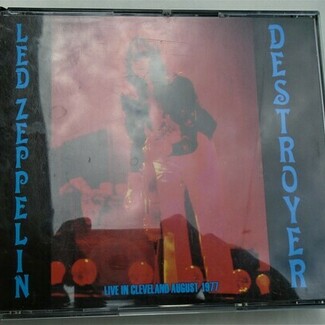 LED ZEPPELIN
DESTROYER
LIVE IN CLEVELAND AUGUST 1977